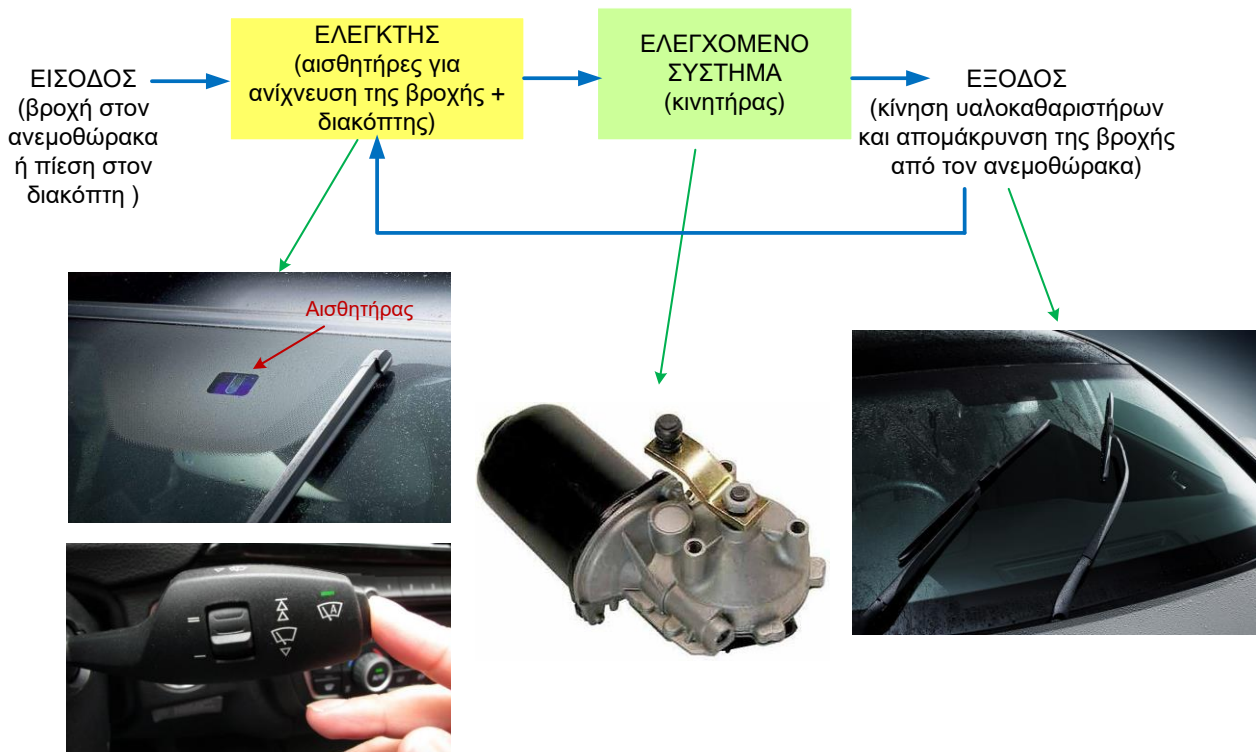 ΕΙΣΟΔΟΣ
(βροχή στον
ανεμοθώρακα
ή πίεση στον
διακόπτη )
ΕΛΕΓΚΤΗΣ
(αισθητήρες για
ανίχνευση της βροχής +
διακόπτης)
ΕΛΕΓΧΟΜΕΝΟ
ΣΥΣΤΗΜΑ
(κινητήρας)
ΕΞΟΔΟΣ
(κίνηση υαλοκαθαριστήρων
και απομάκρυνση της βροχής
από τον ανεμοθώρακα)
Αισθητήρας
A